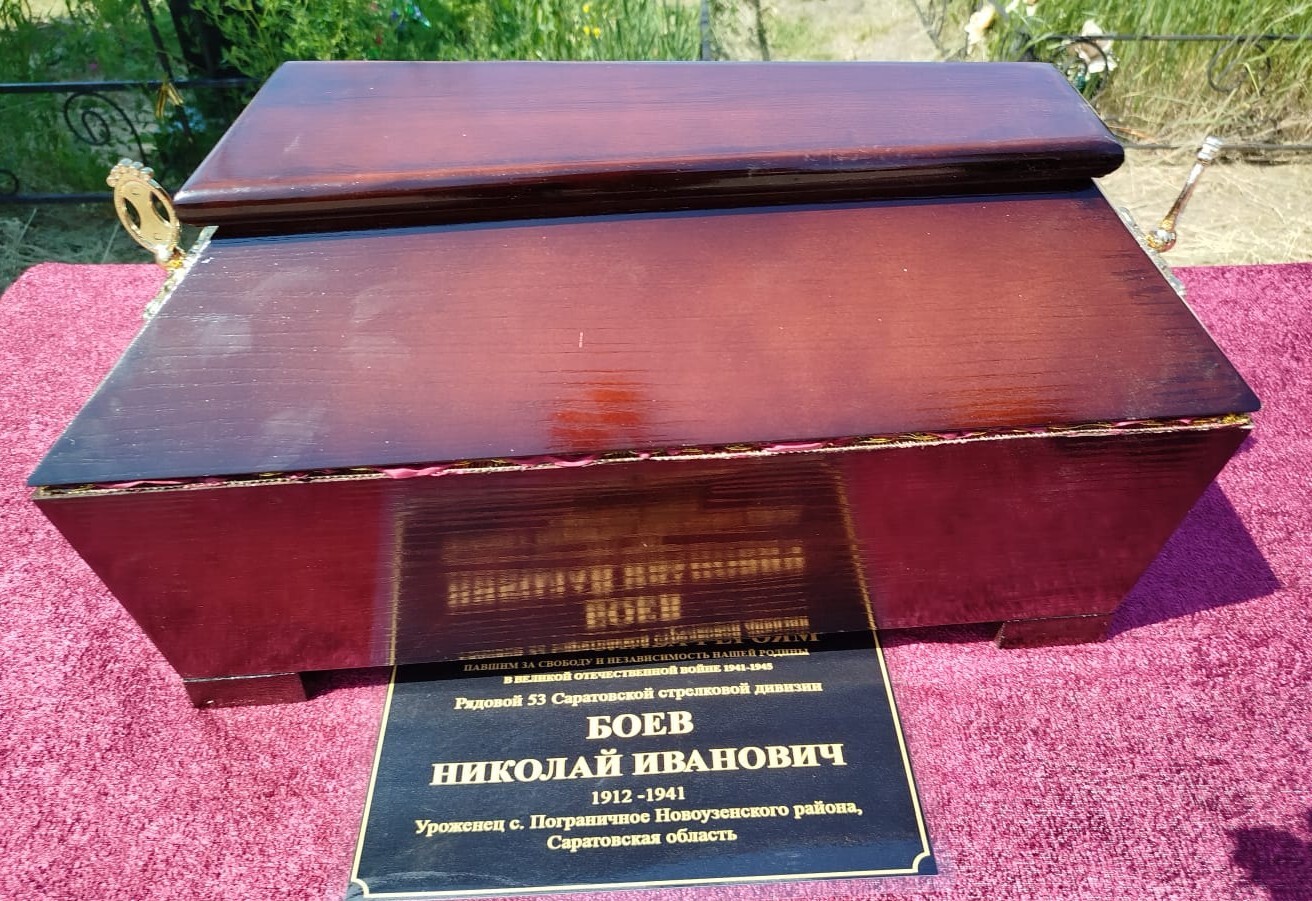 ГЕРОЯМ
ПАВШИМ ЗА СВОБОДУ И НЕЗАВИСИМОСТЬ НАШЕЙ РОДИНЫ
В ВЕЛИКОЙ ОТЕЧЕСТВЕННОЙ ВОЙНЕ 1941-1945
Рядовой 53 Саратовской стрелковой дивизии
БОЕВ
НИКОЛАЙ ИВАНОВИЧ
1912 -1941
Уроженец с. Пограничное Новоузенского района,
Саратовская область